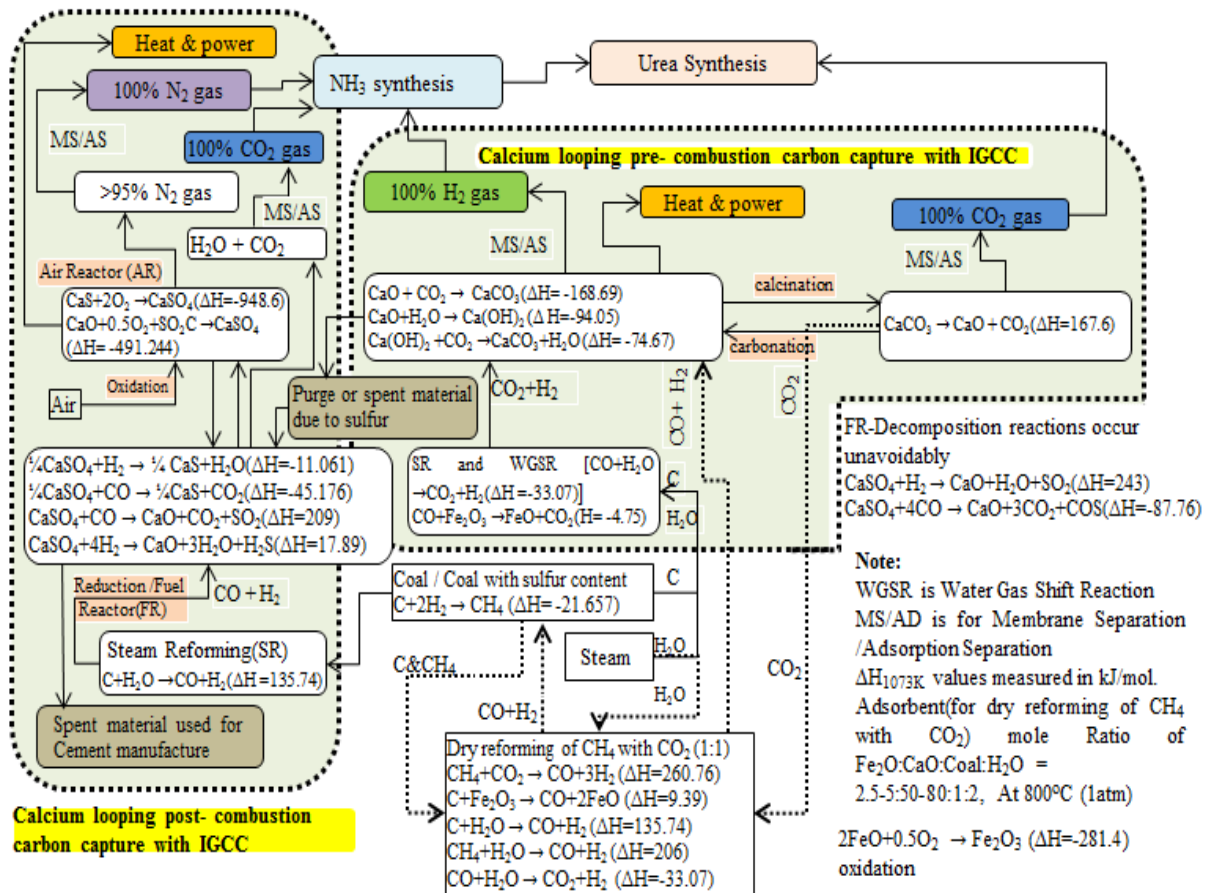 Heat & power
100% N₂ gas
NH₃ synthesis
Urea Synthesis
MS/AS
100% CO₂ gas
>95% N₂ gas
MS/AS
H₂O + CO₂
Calcium looping pre- combustion carbon capture with IGCC
100% H₂ gas
Heat & power
100% CO₂ gas
MS/AS
MS/AS
Air Reactor (AR)
CaS+2O₂ →CaSO₄(ΔH=-948.6)
CaO+0.5O₂+SO₂C →CaSO₄
(ΔH= -491.244)
Oxidation
Air
CaO + CO₂ → CaCO₃(ΔH= -168.69)
CaO+H₂O → Ca(OH)₂ (Δ H= -94.05)
Ca(OH)₂ +CO₂ →CaCO₃+H₂O(ΔH= -74.67)
calcination
carbonation
CaCO₃ → CaO + CO₂(ΔH=167.6)
Purge or spent material
due to sulfur
CO₂+H₂
CO+ H₂
CO₂
¼CaSO₄+H₂ → ¼ CaS+H₂O(ΔH=-11.061)
¼CaSO₄+CO → ¼CaS+CO₂(ΔH=-45.176)
CaSO₄+CO → CaO+CO₂+SO₂(ΔH=209)
CaSO₄+4H₂ → CaO+3H₂O+H₂S(ΔH=17.89)
SR and WGSR [CO+H₂O
→CO₂+H₂(ΔH=-33.07)]
CO+Fe₂O₃→FeO+CO₂(H= -4.75)
C
H₂O
FR-Decomposition reactions occur
unavoidably
CaSO₄+H₂ → CaO+H₂O+SO₂(ΔH=243)
CaSO₄+4CO → CaO+3CO₂+COS(ΔH=-87.76)
Reduction /Fuel
Reactor(FR)
CO + H₂
Steam Reforming(SR)
C+H₂O →CO+H₂(ΔH =135.74)
Spent material used for
Cement manufacture
Calcium looping post- combustion
carbon capture with IGCC
Coal / Coal with sulfur content
C+2H₂→ CH₄ (ΔH= -21.657)
C
Steam
H₂O
H₂O
C&CH₄
CO+H₂
CO₂
Dry reforming of CH₄ with CO₂ (1:1)
CH₄+CO₂ → CO+3H₂ (ΔH=260.76)
C+Fe₂O₃ → CO+2FeO (ΔH=9.39)
C+H₂O → CO+H₂ (ΔH=135.74)
CH₄+H₂O → CO+H₂ (ΔH=206)
CO+H₂O → CO₂+H₂ (ΔH=-33.07)
Note:
WGSR is Water Gas Shift Reaction
MS/AD is for Membrane Separation
/Adsorption Separation
ΔH₁₀₇₃K values measured in kJ/mol.
Adsorbent(for dry reforming of CH₄
with CO₂) mole Ratio of
Fe₂O:CaO:Coal:H₂O =
2.5-5:50-80:1:2, At 800°C (1atm)
2FeO+0.5O₂ → Fe₂O₃ (ΔH=-281.4)
oxidation